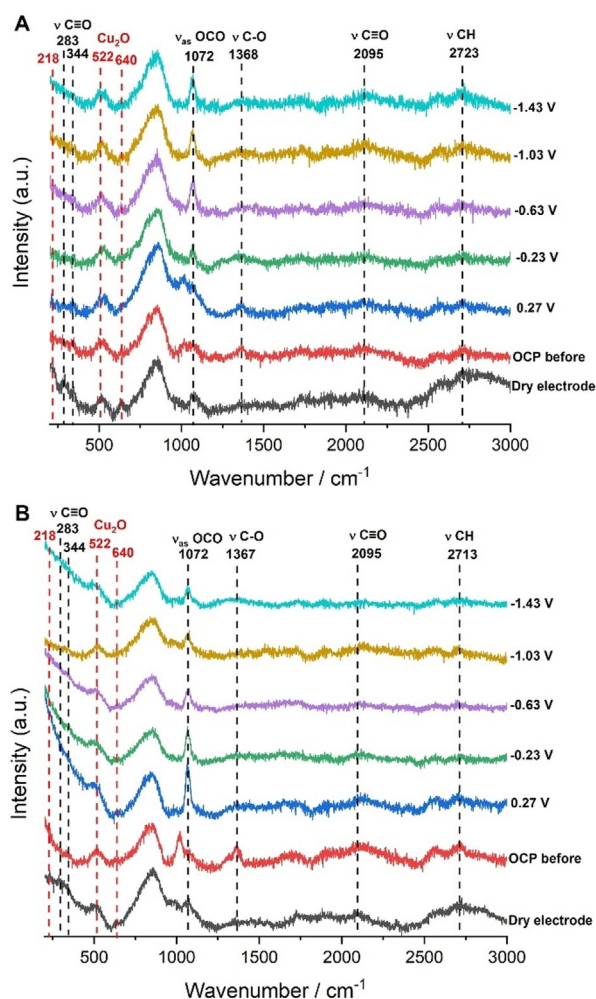 A
ν C≡O
283
344
218
Cu2O
522 640
νas OCO
1072
ν C-O
1368
ν C≡O
2095
ν CH
2723
-1.43 V
-1.03 V
-0.63 V
-0.23 V
0.27 V
OCP before
Dry electrode
Intensity (a.u.)
500 1000 1500 2000 2500 3000
Wavenumber / cm-1
B
ν C≡O
283
344
218
Cu2O
522 640
νas OCO
1072
ν C-O
1367
ν C≡O
2095
ν CH
2713
-1.43 V
-1.03 V
-0.63 V
-0.23 V
0.27 V
OCP before
Dry electrode
Intensity (a.u.)
500 1000 1500 2000 2500 3000
Wavenumber / cm-1